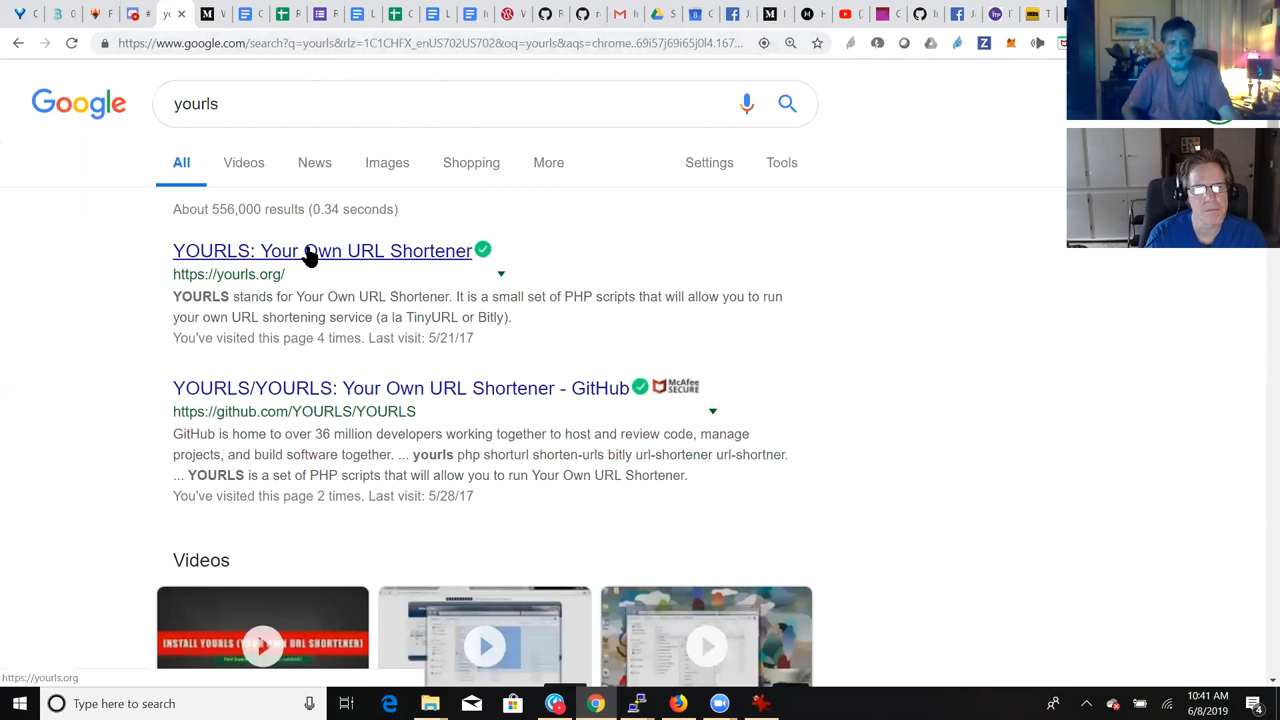 https://www.google.com/search?q=yourls&rlz=1C1CHFX_enUS702US702&oq=yourls&aqs=chrome..69i57j69i65j0l4.167...
Google
yourls
All Videos News Images Shopping More Settings Tools
About 556,000 results (0.34 seconds)
YOURLS: Your Own URL Shortener
https://yourls.org/
YOURLS stands for Your Own URL Shortener. It is a small set of PHP scripts that will allow you to run
your own URL shortening service (a la TinyURL or Bitly).
You've visited this page 4 times. Last visit: 5/21/17
YOURLS/YOURLS: Your Own URL Shortener - GitHub McAfee SECURE
https://github.com/YOURLS/YOURLS
GitHub is home to over 36 million developers working together to host and review code, manage
projects, and build software together. ... yourls php shorturl shorten-urls bitly url-shortener url-shortner.
... YOURLS is a set of PHP scripts that will allow you to run Your Own URL Shortener.
You've visited this page 2 times. Last visit: 5/28/17
Videos
INSTALL YOURLS (YOUR OWN URL SHORTENER)
https://yourls.org
Type here to search
10:41 AM
6/8/2019
4